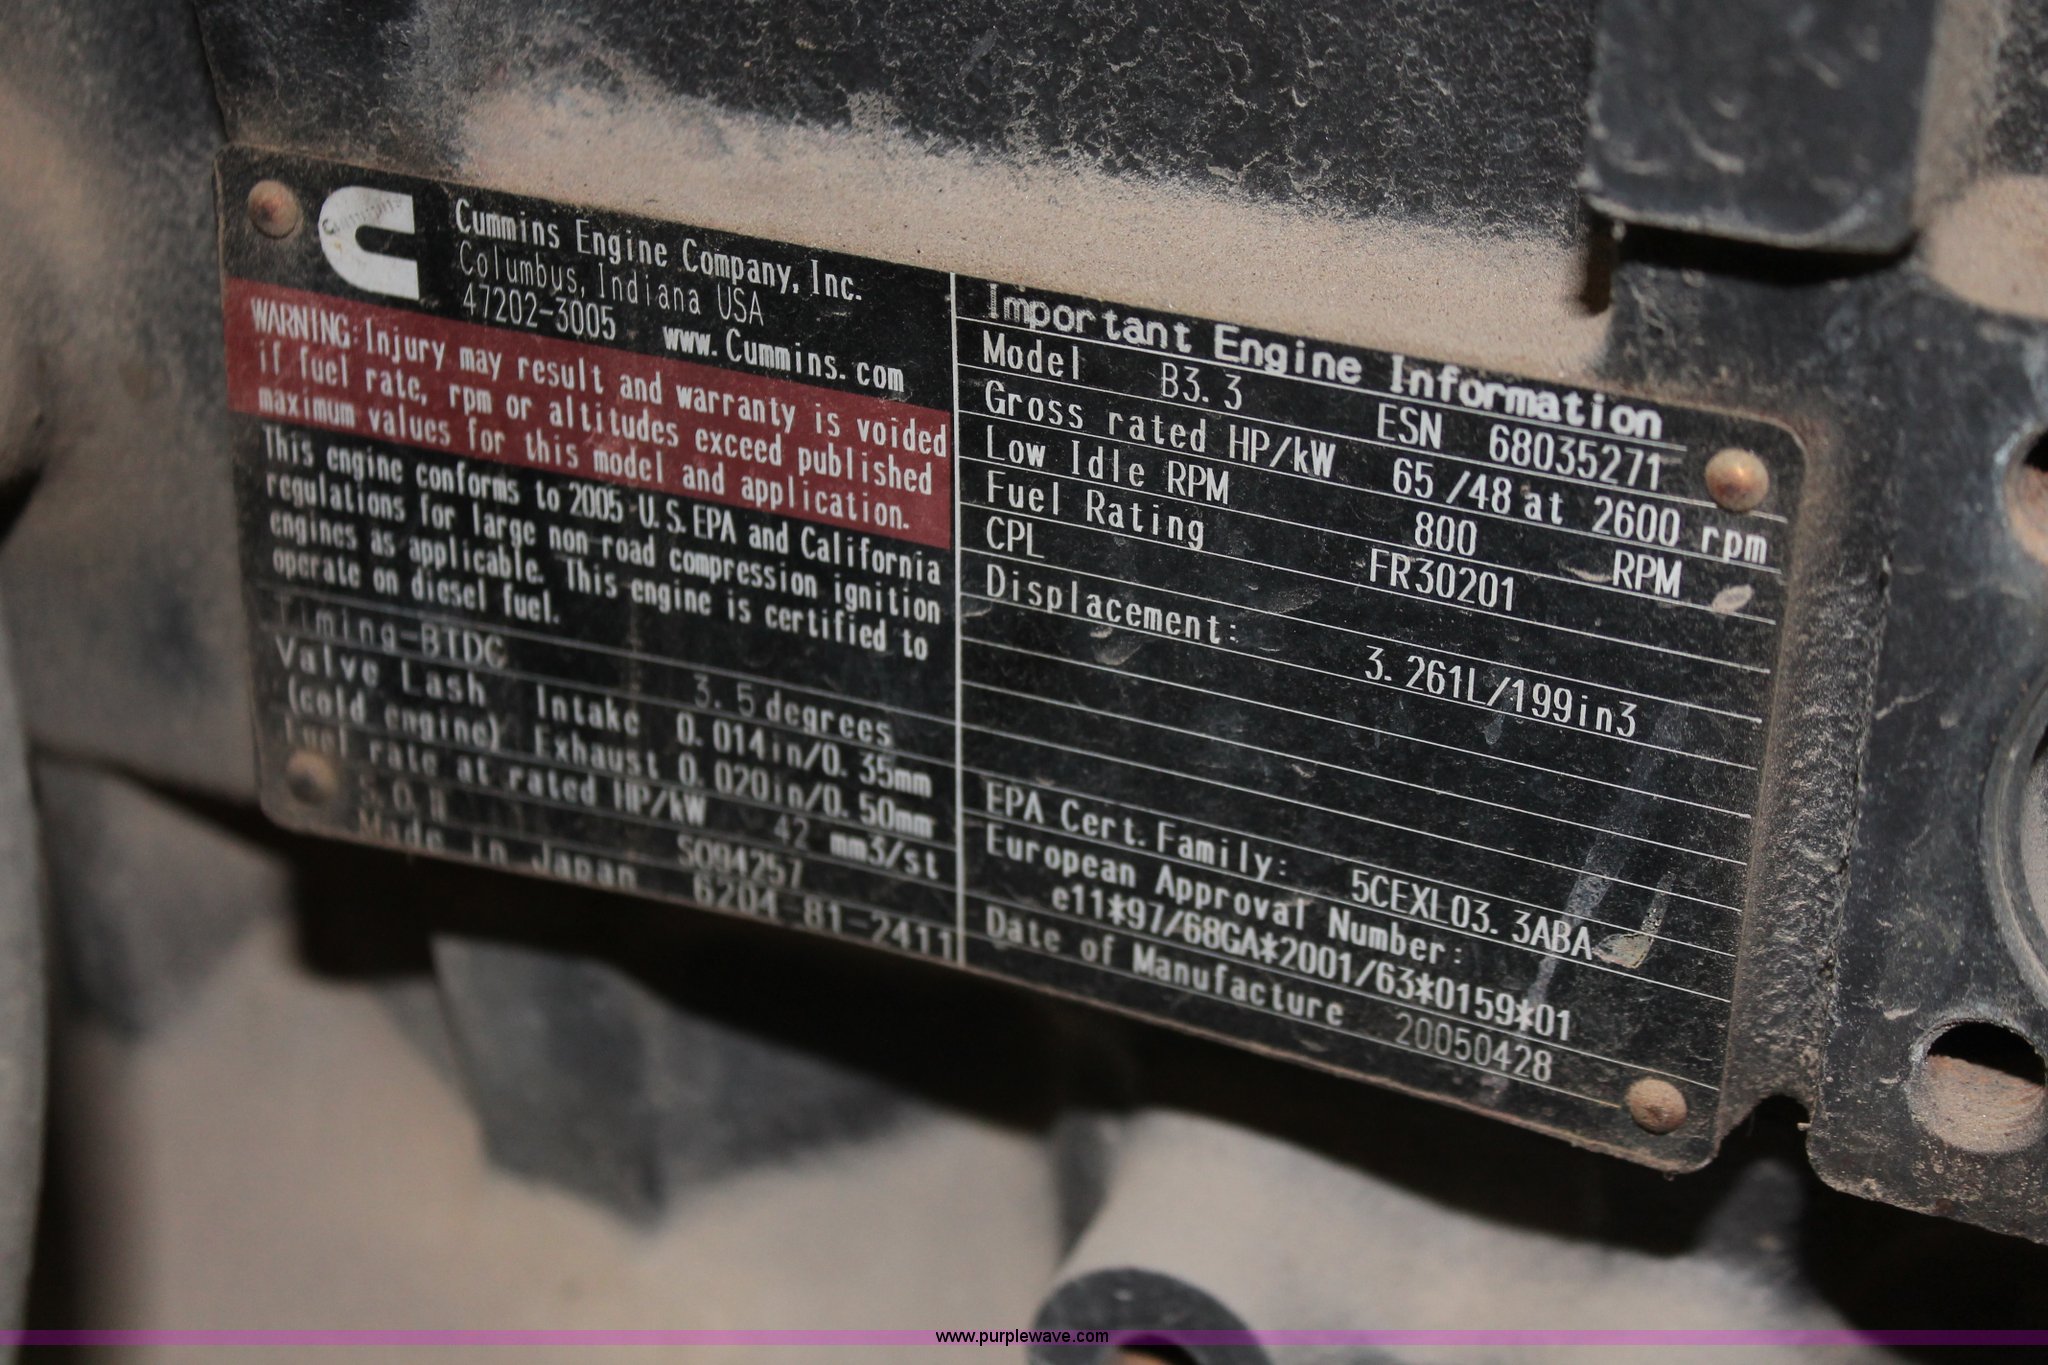 Cummins
Cummins Engine Company, Inc.
Columbus, Indiana USA
47202-3005 www.Cummins.com
WARNING: Injury may result and warranty is voided
if fuel rate, rpm or altitudes exceed published
maximum values for this model and application.
This engine conforms to 2005 U.S.EPA and California
regulations for large non road compression ignition
engines as applicable. This engine is certified to
operate on diesel fuel.
Timing-BTDC 3.5 degrees
Valve Lash Intake 0.014in/0.35mm
(cold engine) Exhaust 0.020in/0.50mm
Fuel rate at rated HP/kW 42 mm3/st
S.O.# SO94257
Made in Japan 6204-81-2411
Important Engine Information
Model B3.3 ESN 68035271
Gross rated HP/kW 65/48 at 2600 rpm
Low Idle RPM 800 RPM
Fuel Rating FR30201
CPL
Displacement: 3.261L/199in3
EPA Cert. Family: 5CEXL03.3ABA
European Approval Number:
e11*97/68GA*2001/63*0159*01
Date of Manufacture 20050428
www.purplewave.com